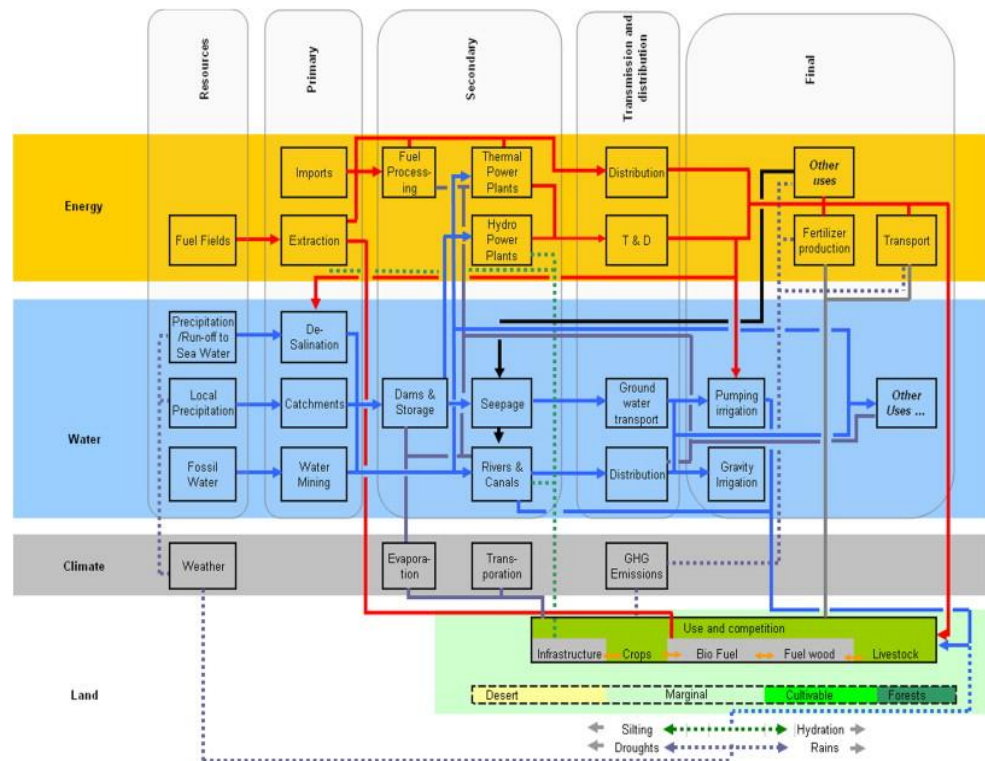 Resources
Primary
Secondary
Transmission and
distribution
Final
Energy
Imports
Fuel
Process-
ing
Thermal
Power
Plants
Distribution
Other
uses
Fuel Fields
Extraction
Hydro
Power
Plants
T & D
Fertilizer
production
Transport
Water
Precipitation
/Run-off to
Sea Water
De-
Salination
Local
Precipitation
Catchments
Dams &
Storage
Seepage
Ground
water
transport
Pumping
irrigation
Other
Uses ...
Fossil
Water
Water
Mining
Rivers &
Canals
Distribution
Gravity
Irrigation
Climate
Weather
Evapora-
tion
Trans-
poration
GHG
Emissions
Land
Use and competition
Infrastructure
Crops
Bio Fuel
Fuel wood
Livestock
Desert
Marginal
Cultivable
Forests
Silting
Hydration
Droughts
Rains